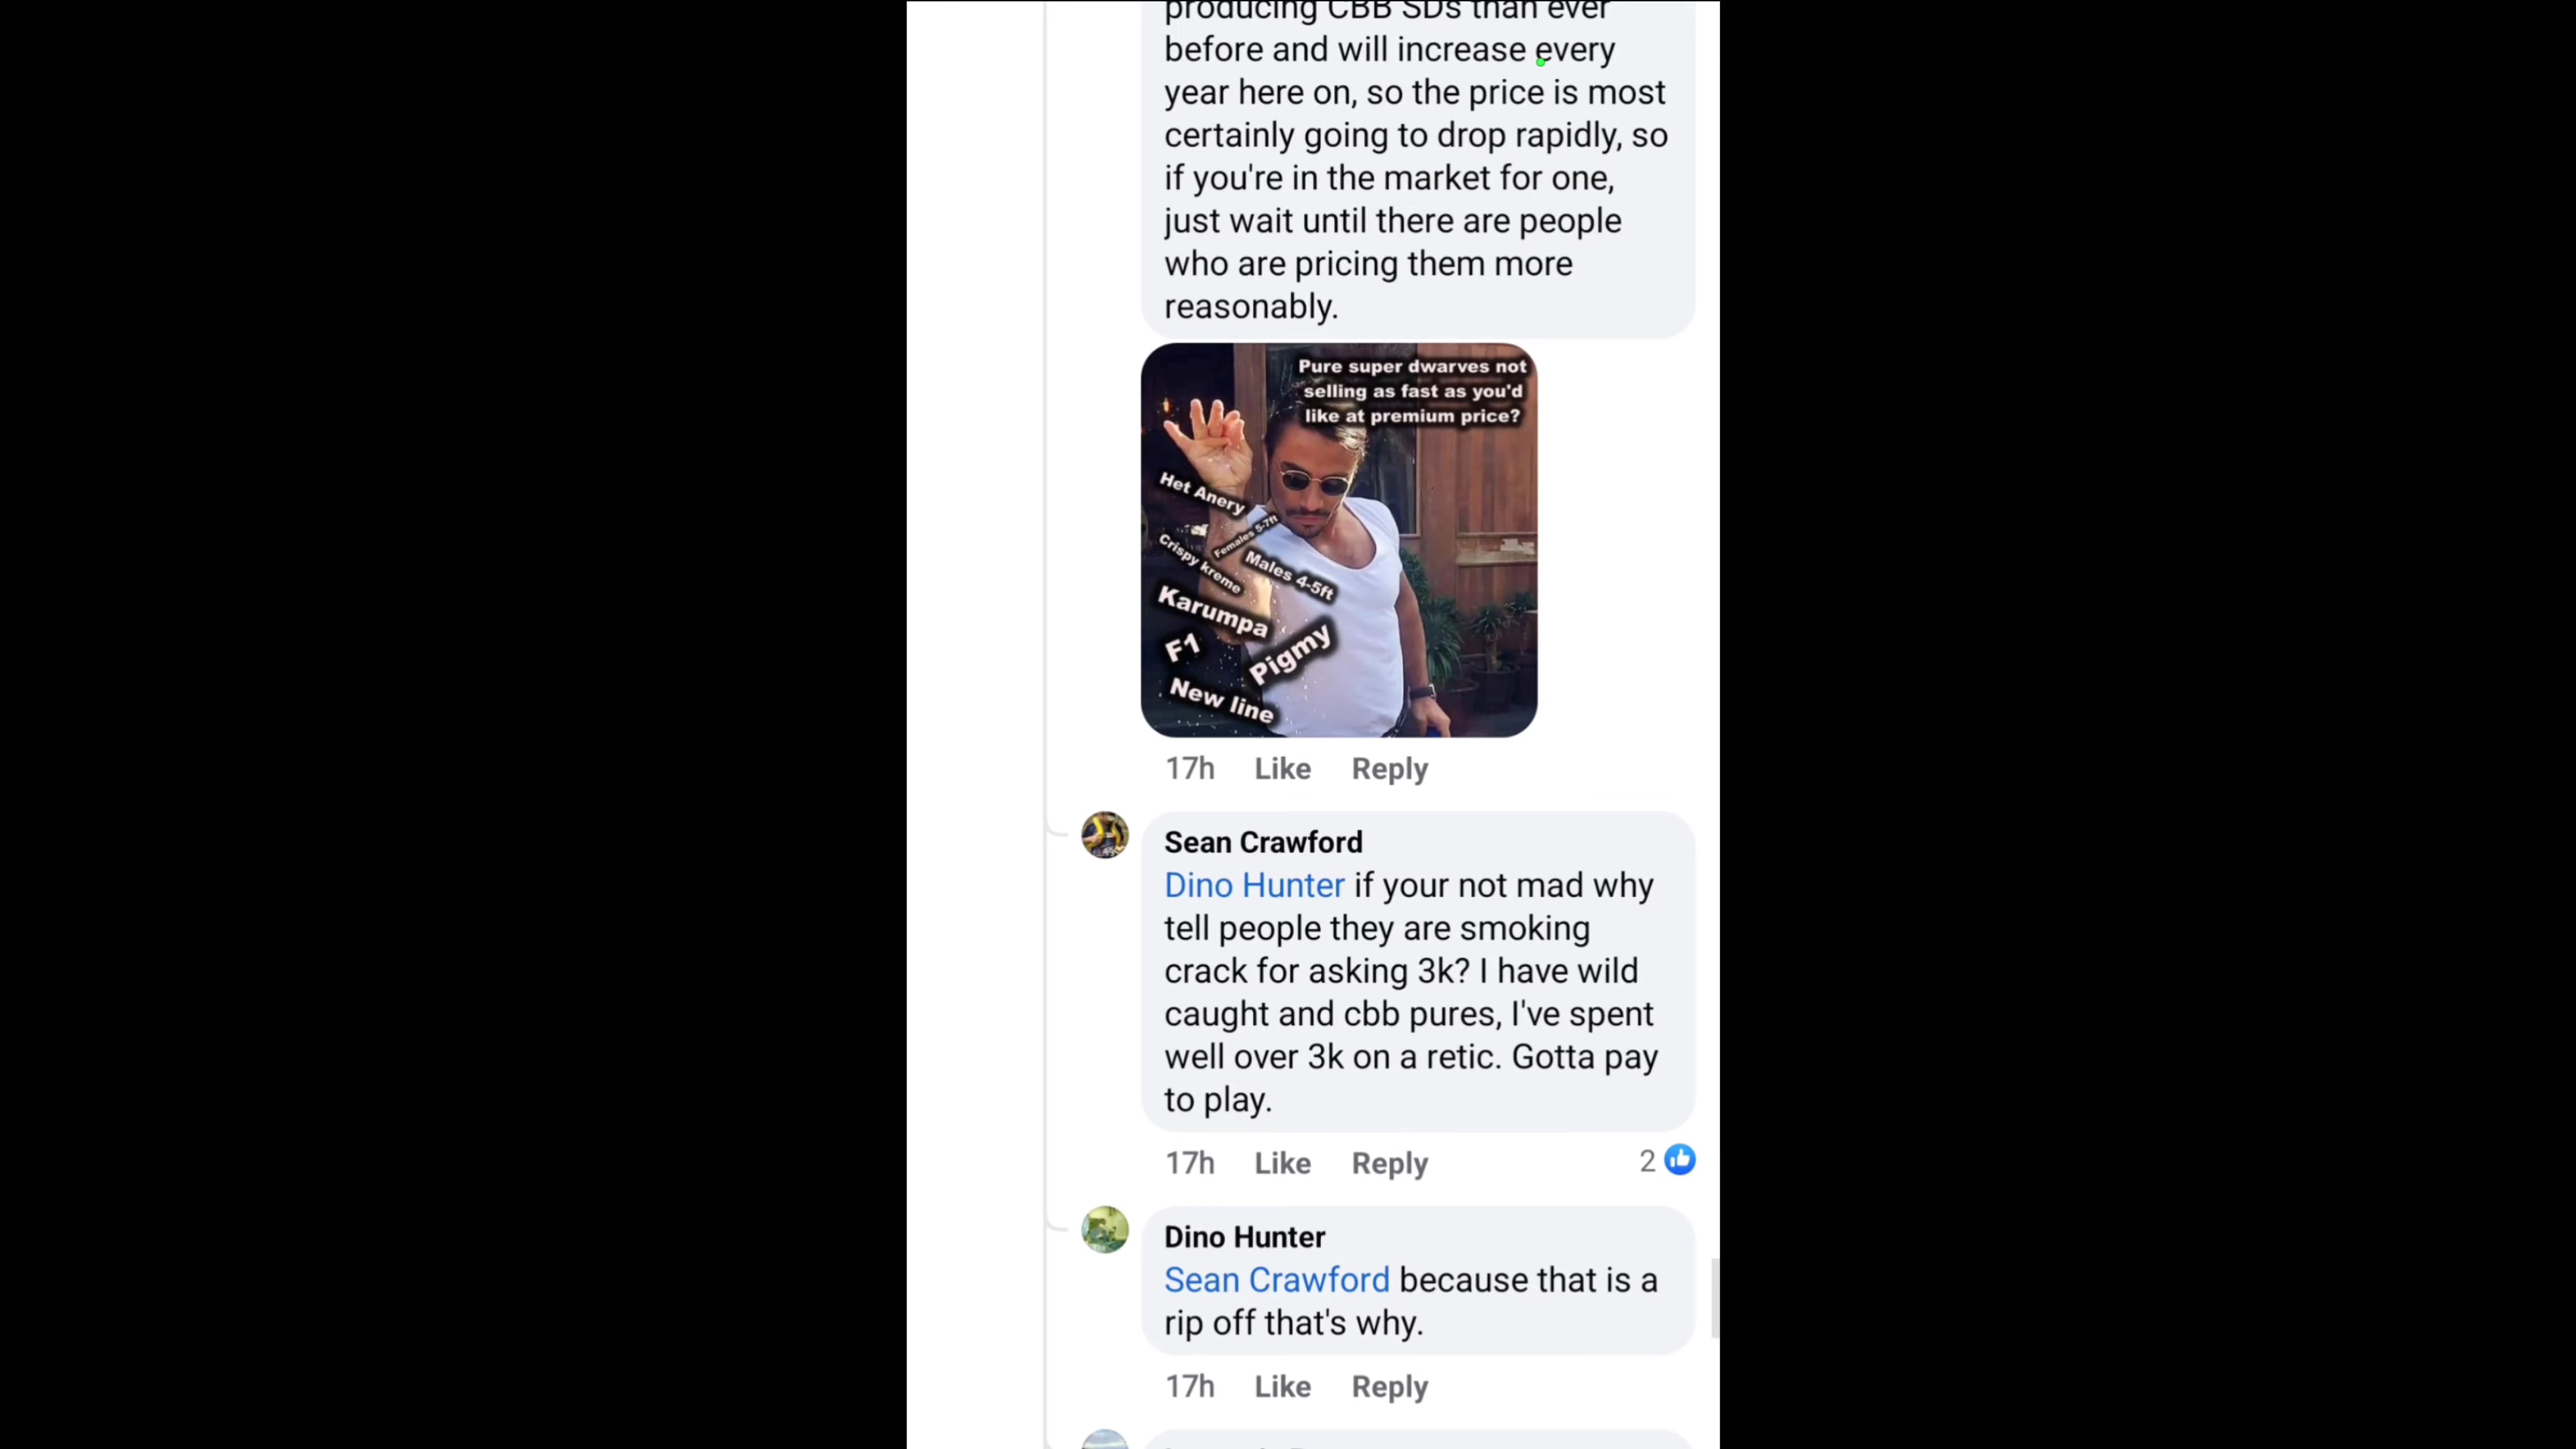 producing CBB SDs than ever
before and will increase every
year here on, so the price is most
certainly going to drop rapidly, so
if you're in the market for one,
just wait until there are people
who are pricing them more
reasonably.
Pure super dwarves not
selling as fast as you'd
like at premium price?
Het Anery
Females 5-7ft
Crispy kreme
Males 4-5ft
Karumpa
F1
Pigmy
New line
17h Like Reply
Sean Crawford
Dino Hunter if your not mad why
tell people they are smoking
crack for asking 3k? I have wild
caught and cbb pures, I've spent
well over 3k on a retic. Gotta pay
to play.
17h Like Reply 2
Dino Hunter
Sean Crawford because that is a
rip off that's why.
17h Like Reply